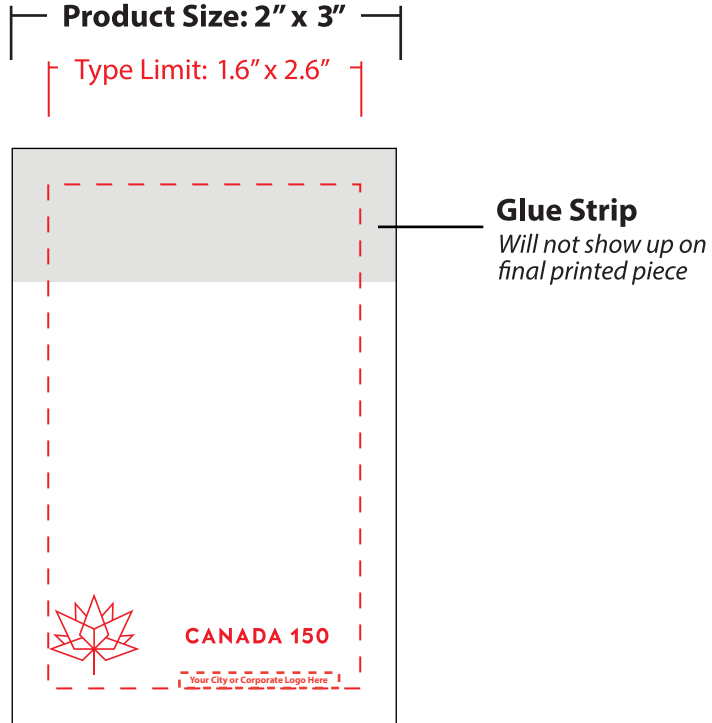 Product Size: 2” x 3”
Type Limit: 1.6” x 2.6”
Glue Strip
Will not show up on
final printed piece
CANADA 150
Your City or Corporate Logo Here